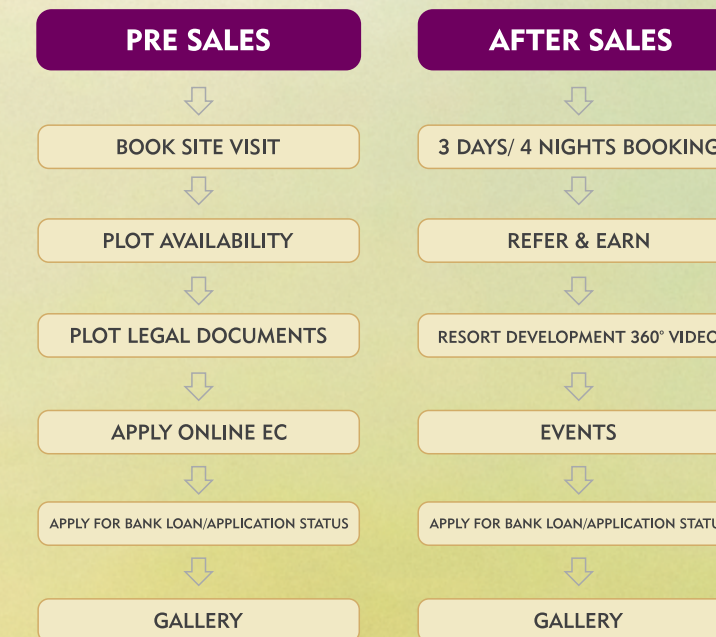 PRE SALES
BOOK SITE VISIT
PLOT AVAILABILITY
PLOT LEGAL DOCUMENTS
APPLY ONLINE EC
APPLY FOR BANK LOAN/APPLICATION STATUS
GALLERY
AFTER SALES
3 DAYS/ 4 NIGHTS BOOKING
REFER & EARN
RESORT DEVELOPMENT 360° VIDEO
EVENTS
APPLY FOR BANK LOAN/APPLICATION STATU
GALLERY